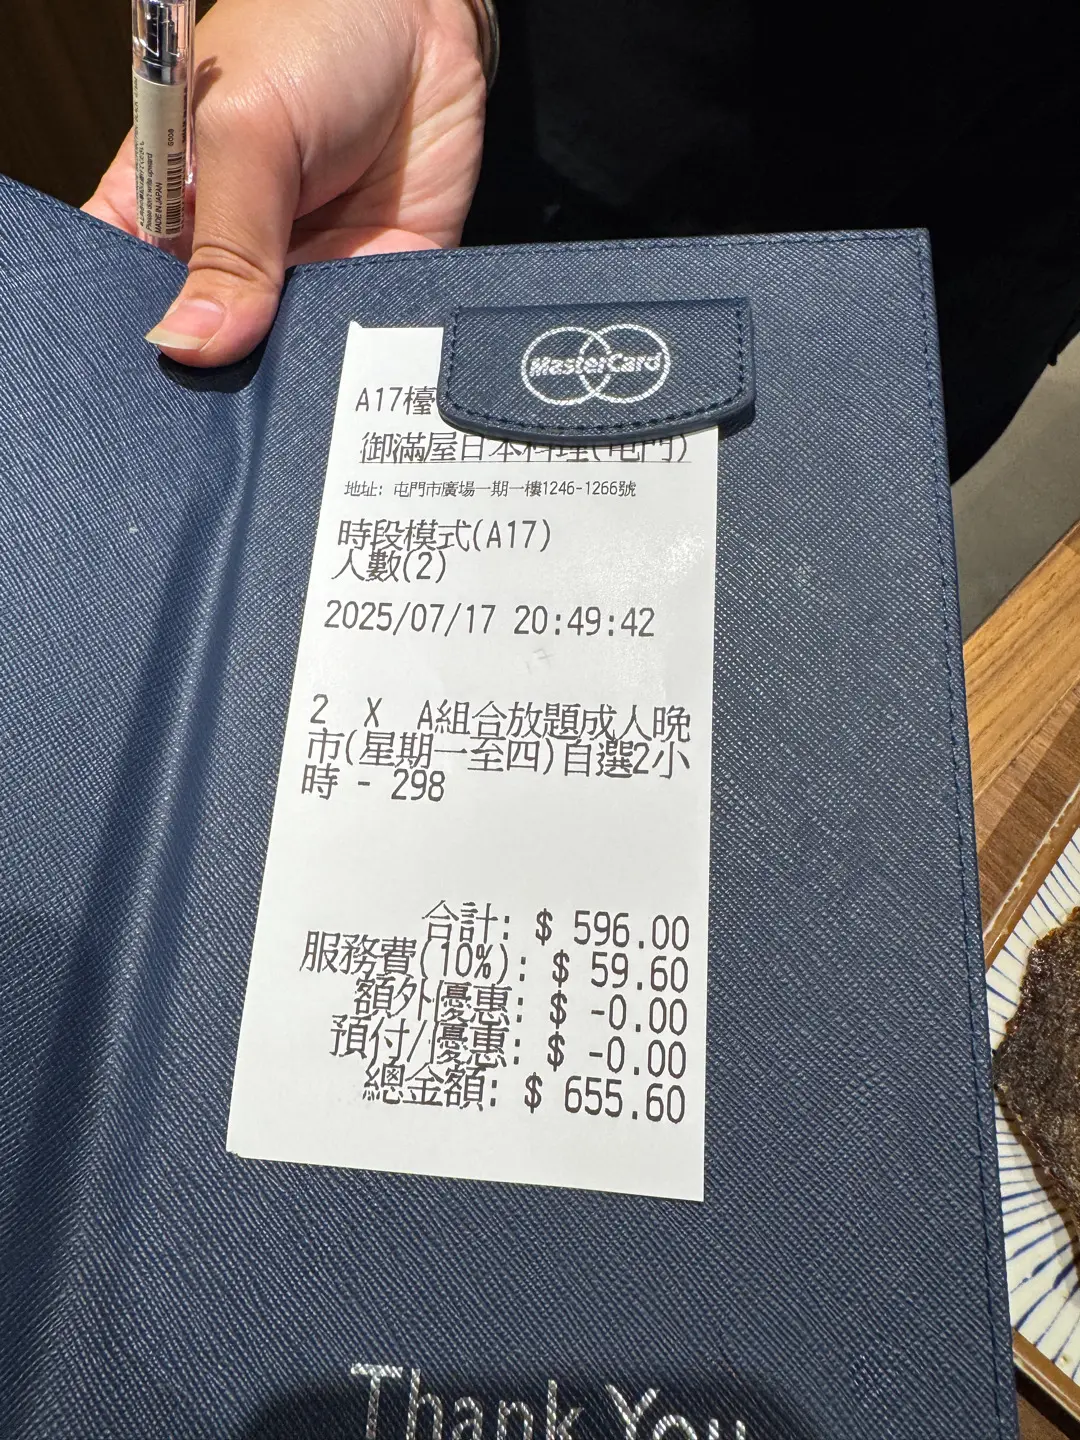 Please don't write upward
MADE IN JAPAN
MasterCard
A17檯
御滿屋日本料理(屯門)
地址: 屯門市廣場一期一樓1246-1266號
時段模式(A17)
人數(2)
2025/07/17 20:49:42
2 X A組合放題成人晚
市(星期一至四)自選2小
時 - 298
合計: $ 596.00
服務費(10%): $ 59.60
額外優惠: $ -0.00
預付/優惠: $ -0.00
總金額: $ 655.60
Thank You